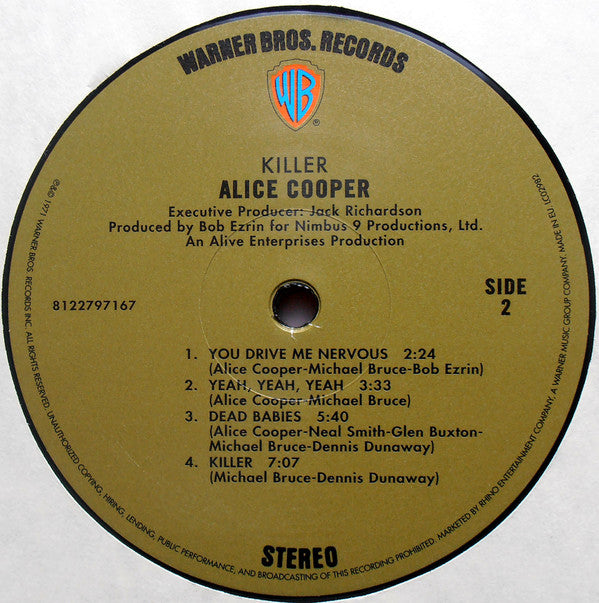 WARNER BROS. RECORDS
WB
®
KILLER
ALICE COOPER
Executive Producer: Jack Richardson
Produced by Bob Ezrin for Nimbus 9 Productions, Ltd.
An Alive Enterprises Production
8122797167
SIDE
2
1. YOU DRIVE ME NERVOUS 2:24
(Alice Cooper-Michael Bruce-Bob Ezrin)
2. YEAH, YEAH, YEAH 3:33
(Alice Cooper-Michael Bruce)
3. DEAD BABIES 5:40
(Alice Cooper-Neal Smith-Glen Buxton-
Michael Bruce-Dennis Dunaway)
4. KILLER 7:07
(Michael Bruce-Dennis Dunaway)
STEREO
℗&© 1971 WARNER BROS. RECORDS INC. ALL RIGHTS RESERVED. UNAUTHORIZED COPYING, HIRING, LENDING, PUBLIC PERFORMANCE, AND BROADCASTING OF THIS RECORDING PROHIBITED. MARKETED BY RHINO ENTERTAINMENT COMPANY, A WARNER MUSIC GROUP COMPANY. MADE IN EU LC02982